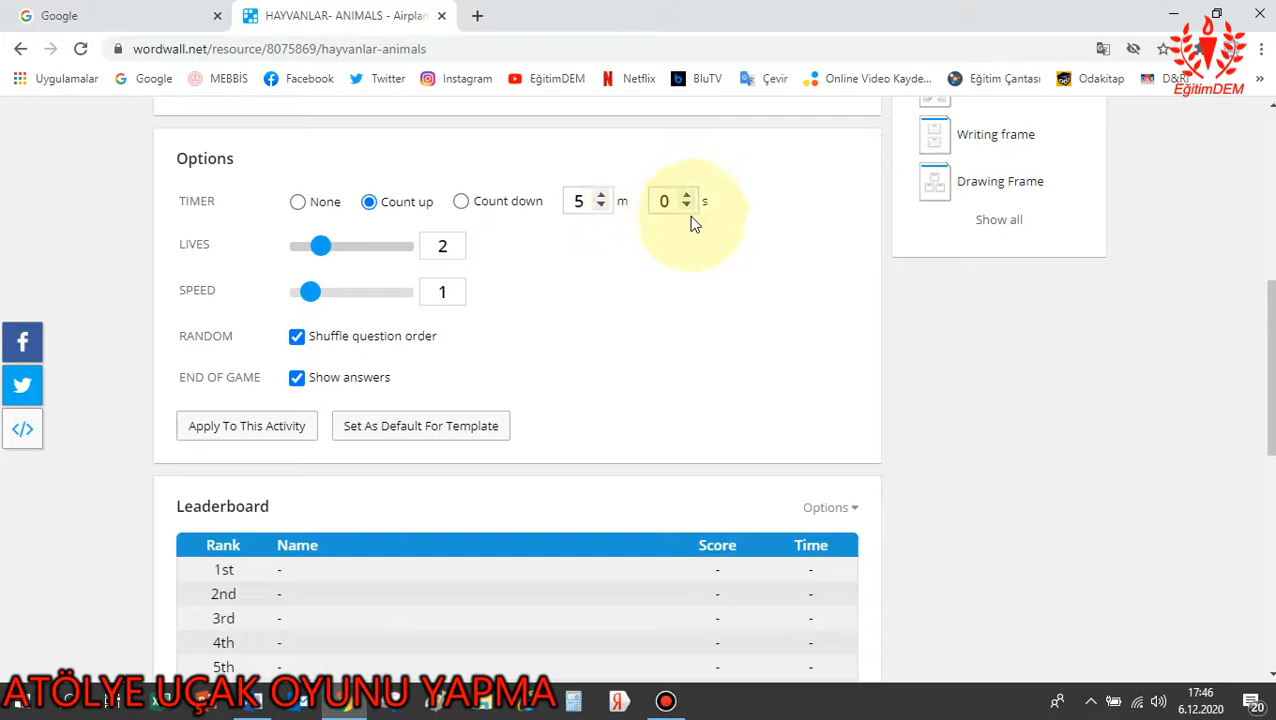 Google
HAYVANLAR- ANIMALS - Airplan
wordwall.net/resource/8075869/hayvanlar-animals
Uygulamalar Google MEBBİS Facebook Twitter Instagram EğitimDEM Netflix BluTV Çevir Online Video Kayde... Eğitim Çantası Odakitap D&R
EğitimDEM
Writing frame
Drawing Frame
Show all
Options
TIMER None Count up Count down 5 m 0 s
LIVES 2
SPEED 1
RANDOM Shuffle question order
END OF GAME Show answers
Apply To This Activity Set As Default For Template
Leaderboard Options
Rank Name Score Time
1st - - -
2nd - - -
3rd - - -
4th - - -
5th - - -
ATÖLYE UÇAK OYUNU YAPMA
17:46
6.12.2020
20